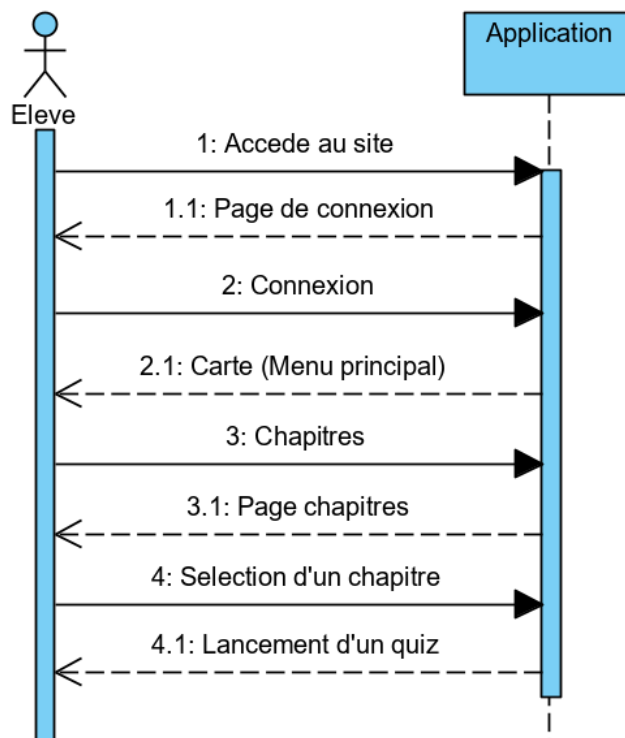 Application
Eleve
1: Accede au site
1.1: Page de connexion
2: Connexion
2.1: Carte (Menu principal)
3: Chapitres
3.1: Page chapitres
4: Selection d'un chapitre
4.1: Lancement d'un quiz